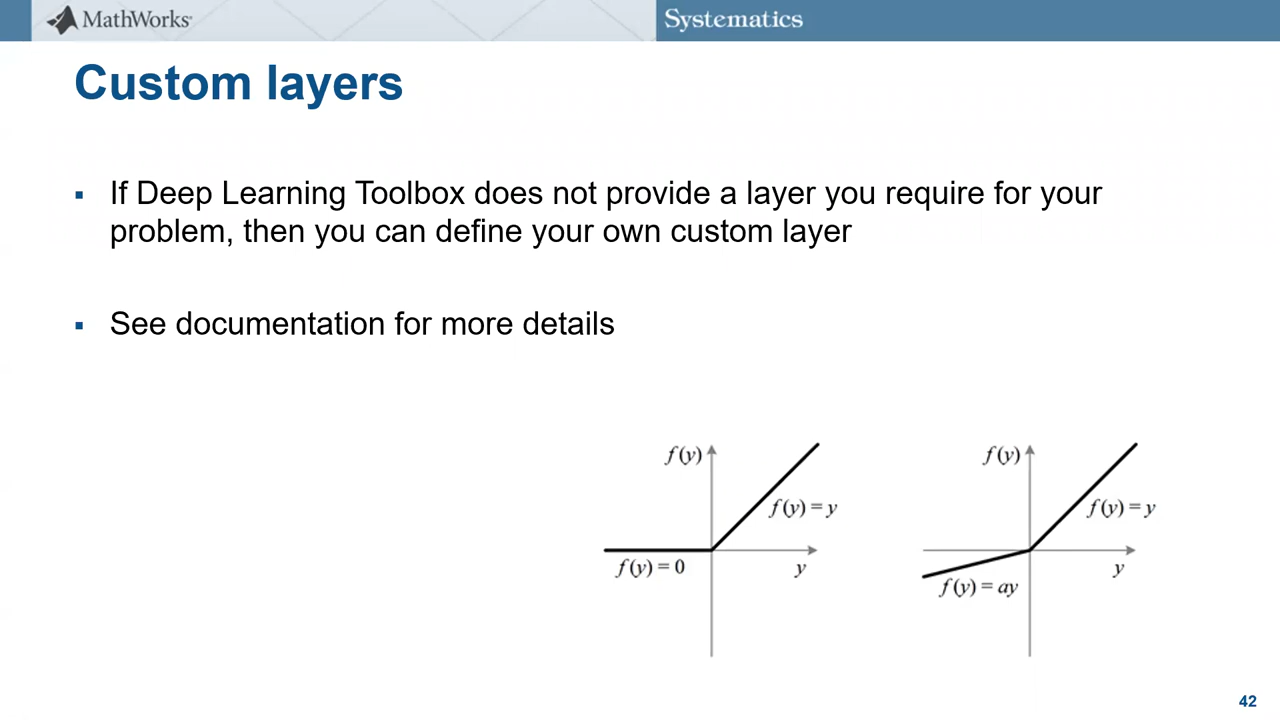 MathWorks
Systematics
Custom layers
▪ If Deep Learning Toolbox does not provide a layer you require for your
problem, then you can define your own custom layer
▪ See documentation for more details
f(y)
f(y) = y
f(y) = 0
y
f(y)
f(y) = y
y
f(y) = ay
42